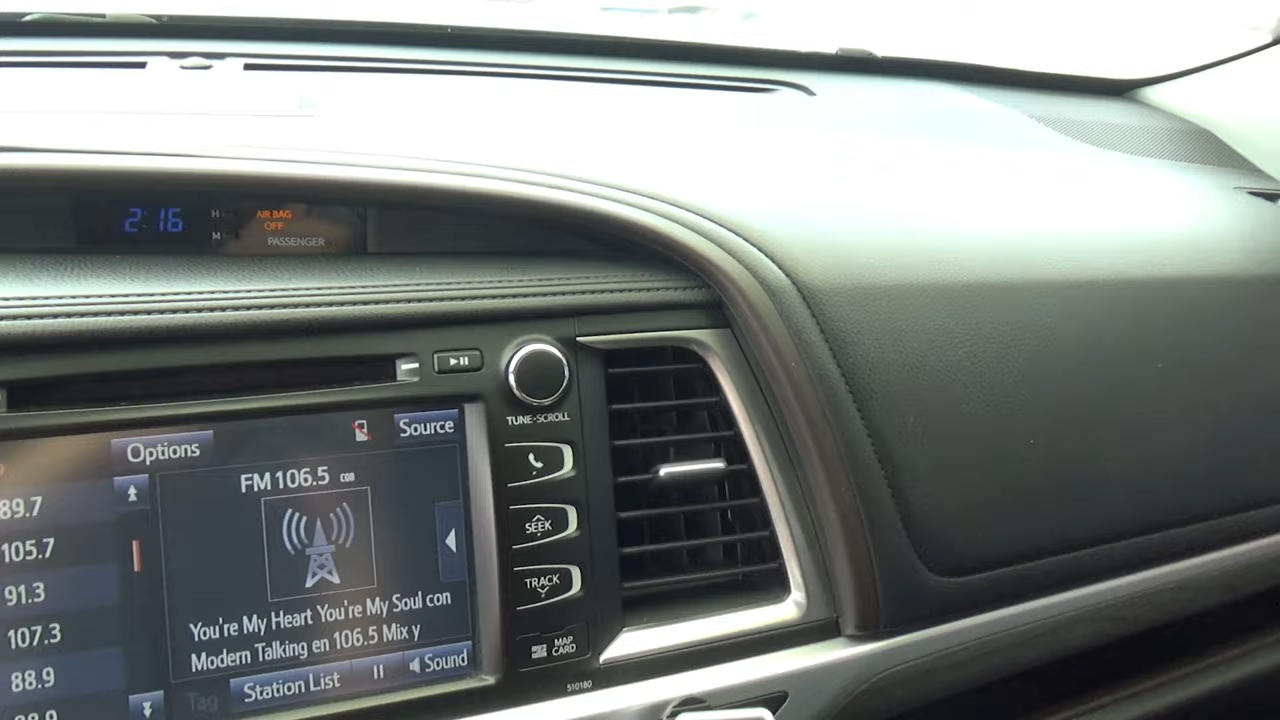 2:16
H
AIR BAG
OFF
M
PASSENGER
TUNE•SCROLL
Options
Source
FM 106.5
89.7
105.7
91.3
107.3
88.9
SEEK
TRACK
You're My Heart You're My Soul con
Modern Talking en 106.5 Mix y
MAP
CARD
Tag
Station List
Sound
510180